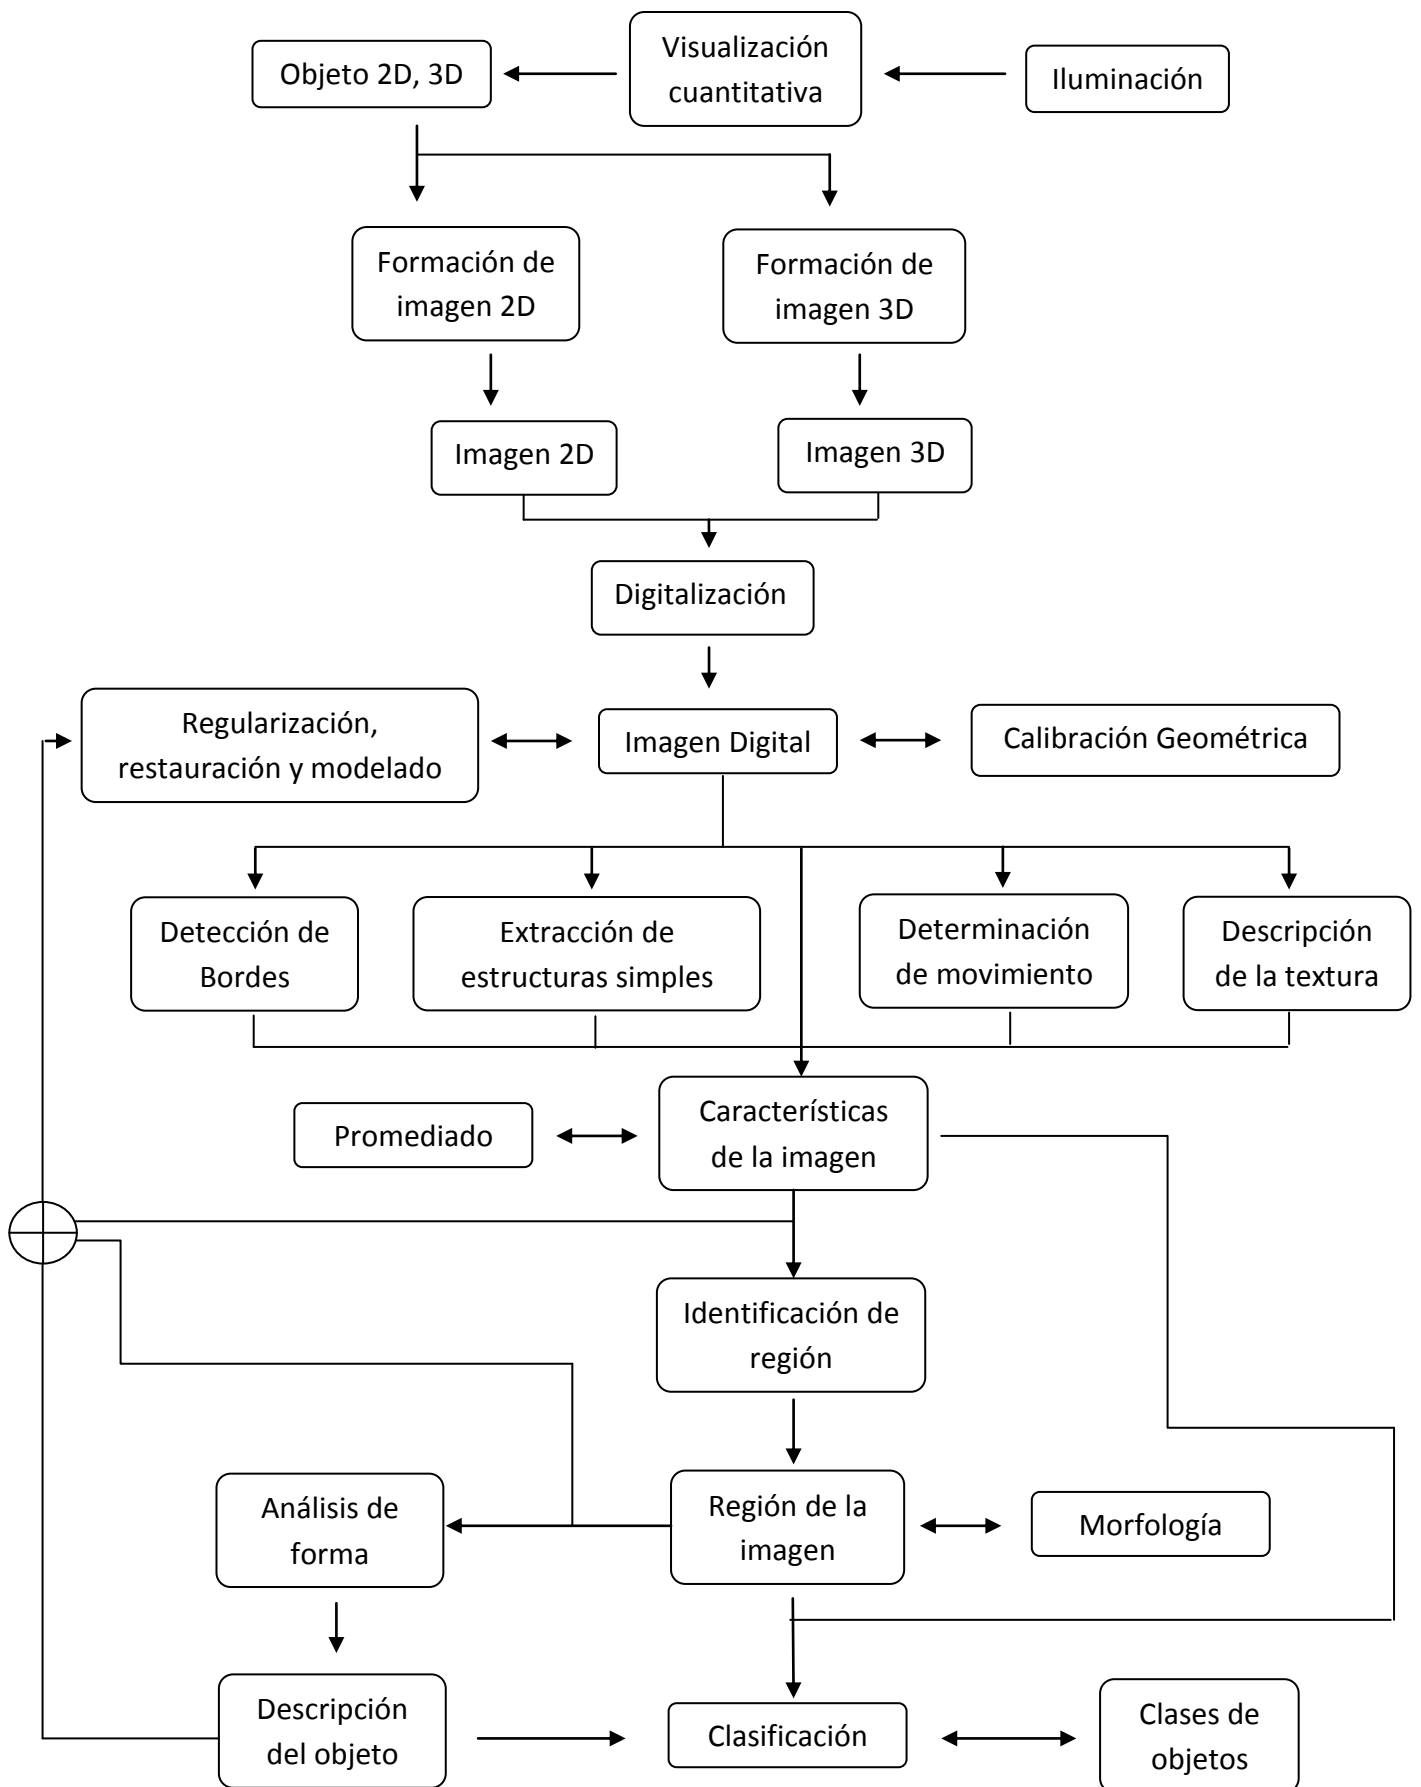 Objeto 2D, 3D
Visualización
cuantitativa
Iluminación
Formación de
imagen 2D
Formación de
imagen 3D
Imagen 2D
Imagen 3D
Digitalización
Regularización,
restauración y modelado
Imagen Digital
Calibración Geométrica
Detección de
Bordes
Extracción de
estructuras simples
Determinación
de movimiento
Descripción
de la textura
Promediado
Características
de la imagen
Identificación de
región
Análisis de
forma
Región de la
imagen
Morfología
Descripción
del objeto
Clasificación
Clases de
objetos